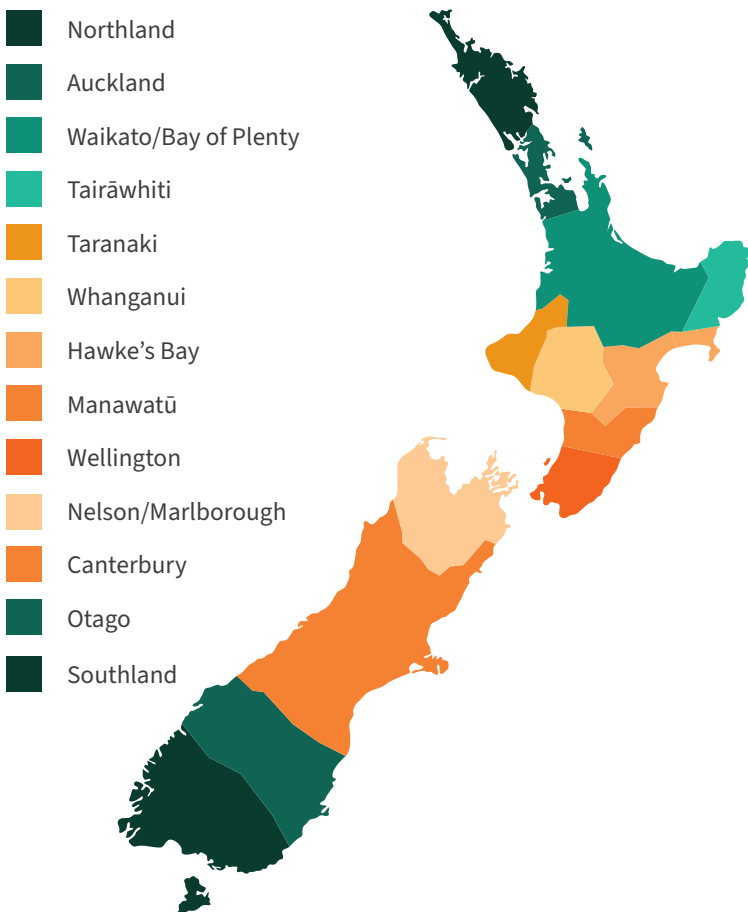 Northland
Auckland
Waikato/Bay of Plenty
Tairāwhiti
Taranaki
Whanganui
Hawke’s Bay
Manawatū
Wellington
Nelson/Marlborough
Canterbury
Otago
Southland